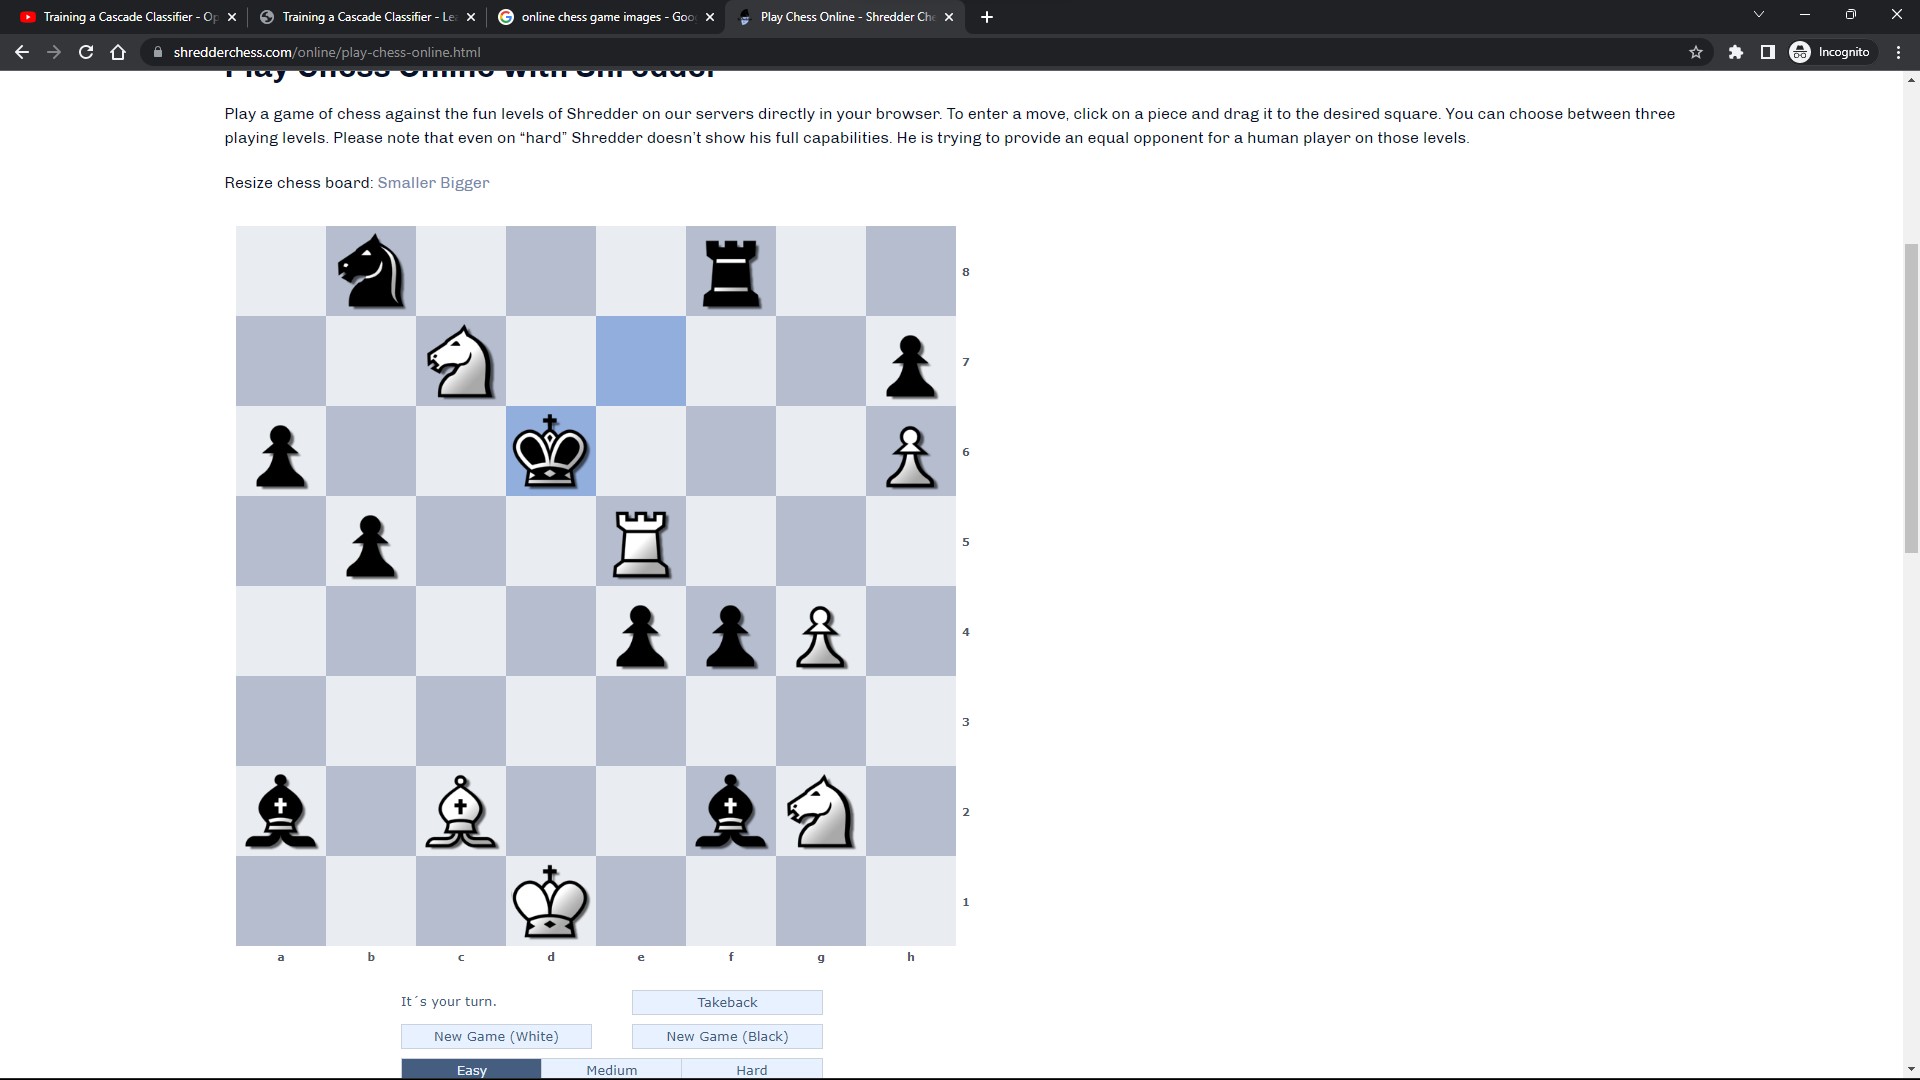 Training a Cascade Classifier - Op
Training a Cascade Classifier - Le
online chess game images - Goo
Play Chess Online - Shredder Che
shredderchess.com/online/play-chess-online.html
Incognito
Play Chess Online with Shredder
Play a game of chess against the fun levels of Shredder on our servers directly in your browser. To enter a move, click on a piece and drag it to the desired square. You can choose between three
playing levels. Please note that even on “hard” Shredder doesn’t show his full capabilities. He is trying to provide an equal opponent for a human player on those levels.
Resize chess board: Smaller Bigger
8
7
6
5
4
3
2
1
a b c d e f g h
It´s your turn. Takeback
New Game (White) New Game (Black)
Easy Medium Hard